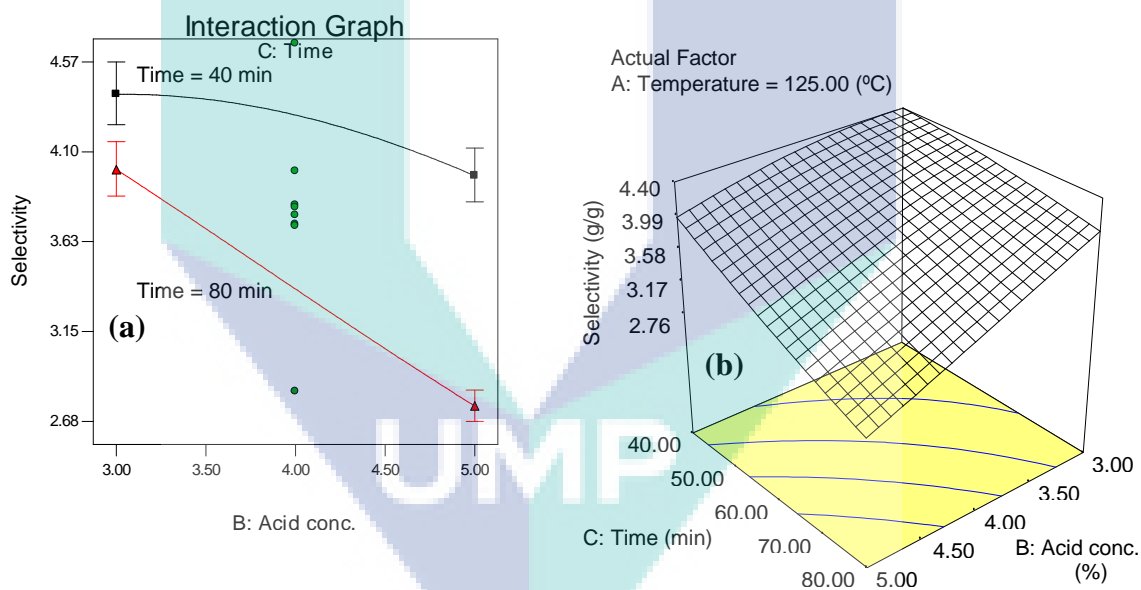 Interaction Graph
C: Time
Time = 40 min
Time = 80 min
(a)
Selectivity
4.57
4.10
3.63
3.15
2.68
3.00 3.50 4.00 4.50 5.00
B: Acid conc.
Actual Factor
A: Temperature = 125.00 (ºC)
Selectivity (g/g)
4.40
3.99
3.58
3.17
2.76
(b)
40.00
50.00
60.00
70.00
80.00
C: Time (min)
3.00
3.50
4.00
4.50
5.00
B: Acid conc.
(%)
UMP